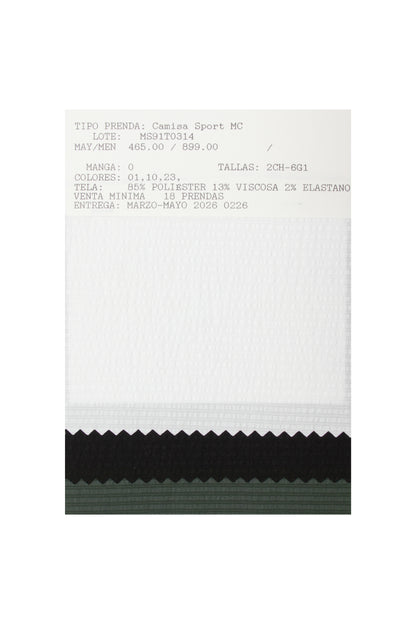 TIPO PRENDA: Camisa Sport MC
LOTE: MS91T0314
MAY/MEN 465.00 / 899.00 /
MANGA: 0 TALLAS: 2CH-6G1
COLORES: 01,10,23,
TELA: 85% POLIESTER 13% VISCOSA 2% ELASTANO
VENTA MINIMA 18 PRENDAS
ENTREGA: MARZO-MAYO 2026 0226